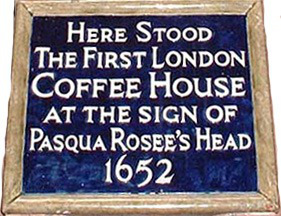 HERE STOOD
THE FIRST LONDON
COFFEE HOUSE
AT THE SIGN OF
PASQUA ROSEE'S HEAD
1652